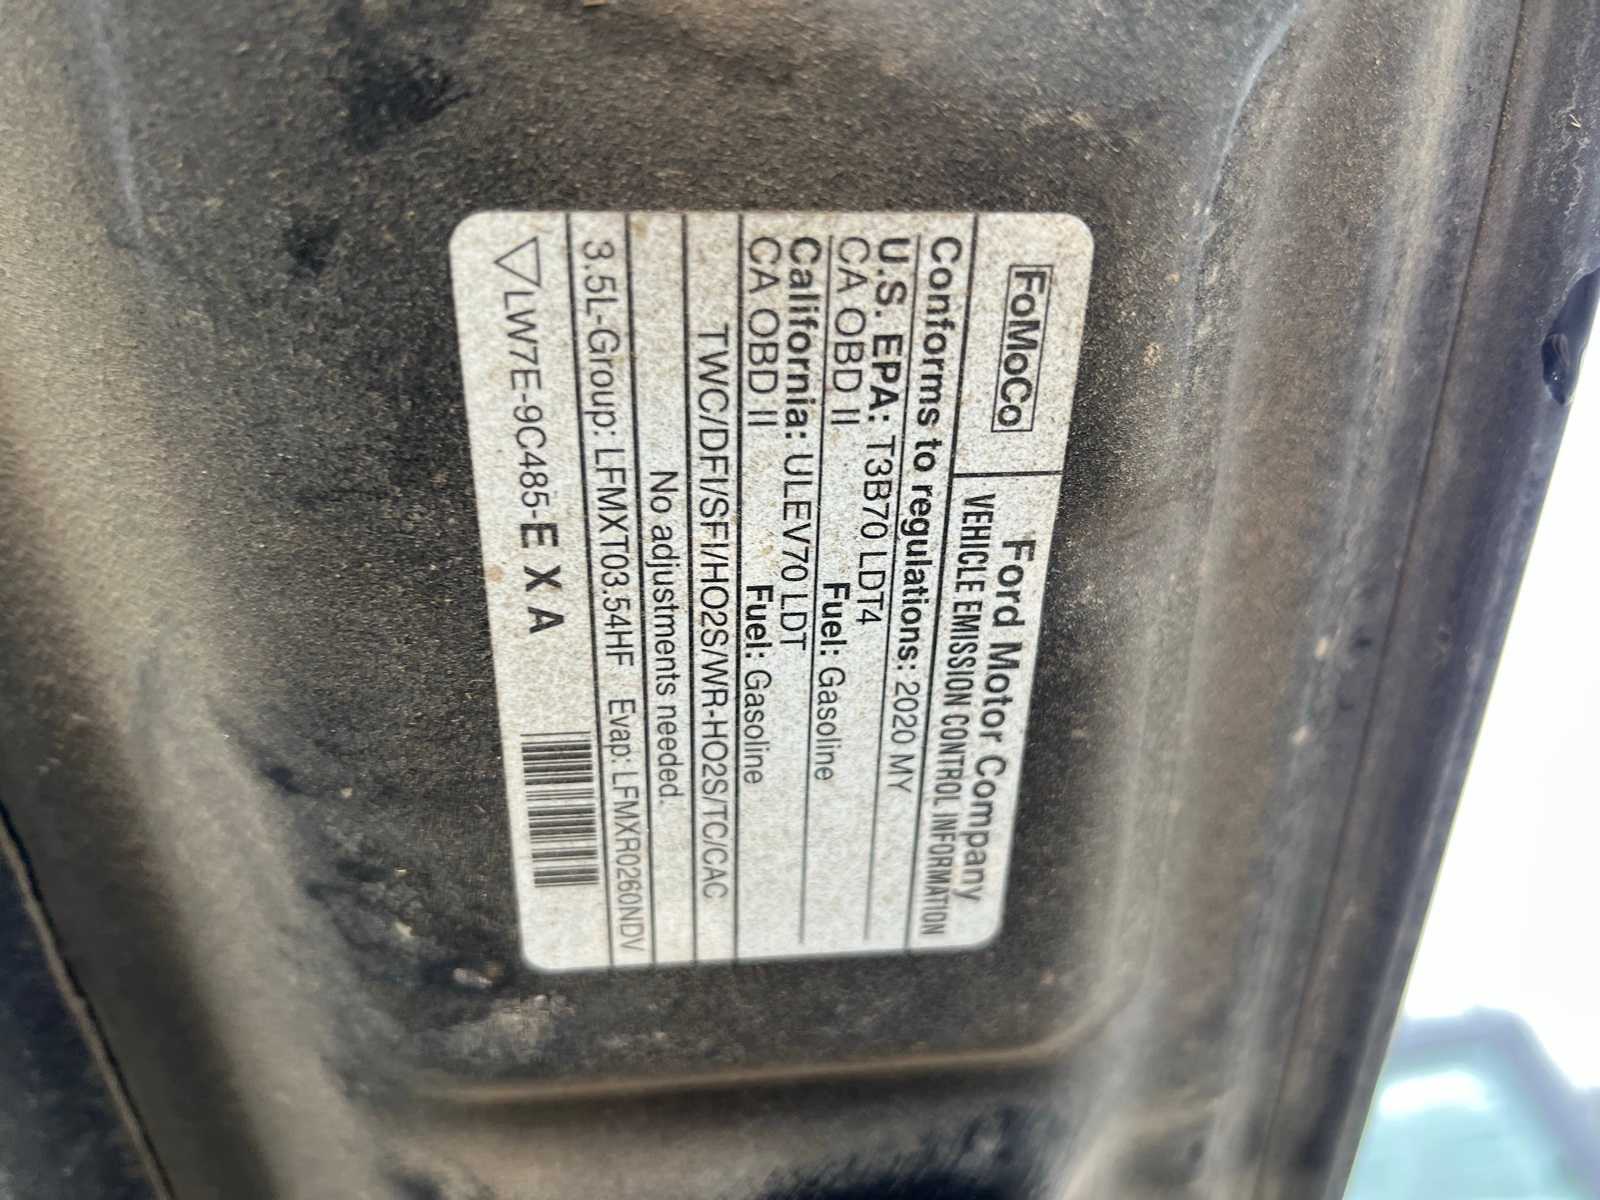 FoMoCo
Ford Motor Company
VEHICLE EMISSION CONTROL INFORMATION
Conforms to regulations: 2020 MY
U.S. EPA: T3B70 LDT4
CA OBD II Fuel: Gasoline
California: ULEV70 LDT
CA OBD II Fuel: Gasoline
TWC/DFI/SFI/HO2S/WR-HO2S/TC/CAC
No adjustments needed.
3.5L-Group: LFMXT03.54HF Evap: LFMXR0260NDV
LW7E-9C485-E X A